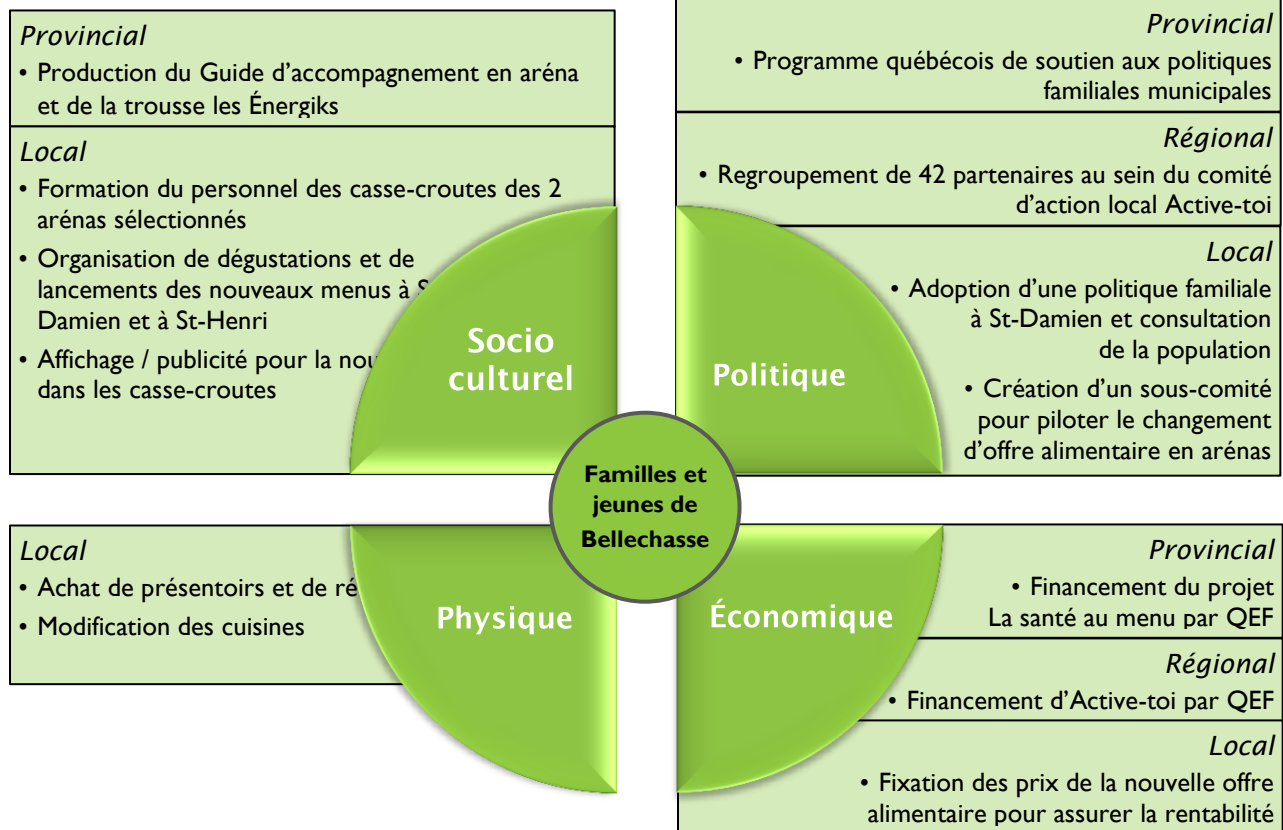 Provincial
• Production du Guide d'accompagnement en aréna
et de la trousse les Énergiks
Local
• Formation du personnel des casse-croutes des 2
arénas sélectionnés
• Organisation de dégustations et de
lancements des nouveaux menus à
Damien et à St-Henri
• Affichage / publicité pour la
dans les casse-croutes
Socio
culturel
Provincial
• Programme québécois de soutien aux politiques
familiales municipales
Régional
• Regroupement de 42 partenaires au sein du comité
d'action local Active-toi
Local
• Adoption d'une politique familiale
à St-Damien et consultation
de la population
• Création d'un sous-comité
pour piloter le changement
d'offre alimentaire en arénas
Politique
Familles et
jeunes de
Bellechasse
Local
• Achat de présentoirs et de
• Modification des cuisines
Physique
Provincial
• Financement du projet
La santé au menu par QEF
Régional
• Financement d'Active-toi par QEF
Local
• Fixation des prix de la nouvelle offre
alimentaire pour assurer la rentabilité
Économique